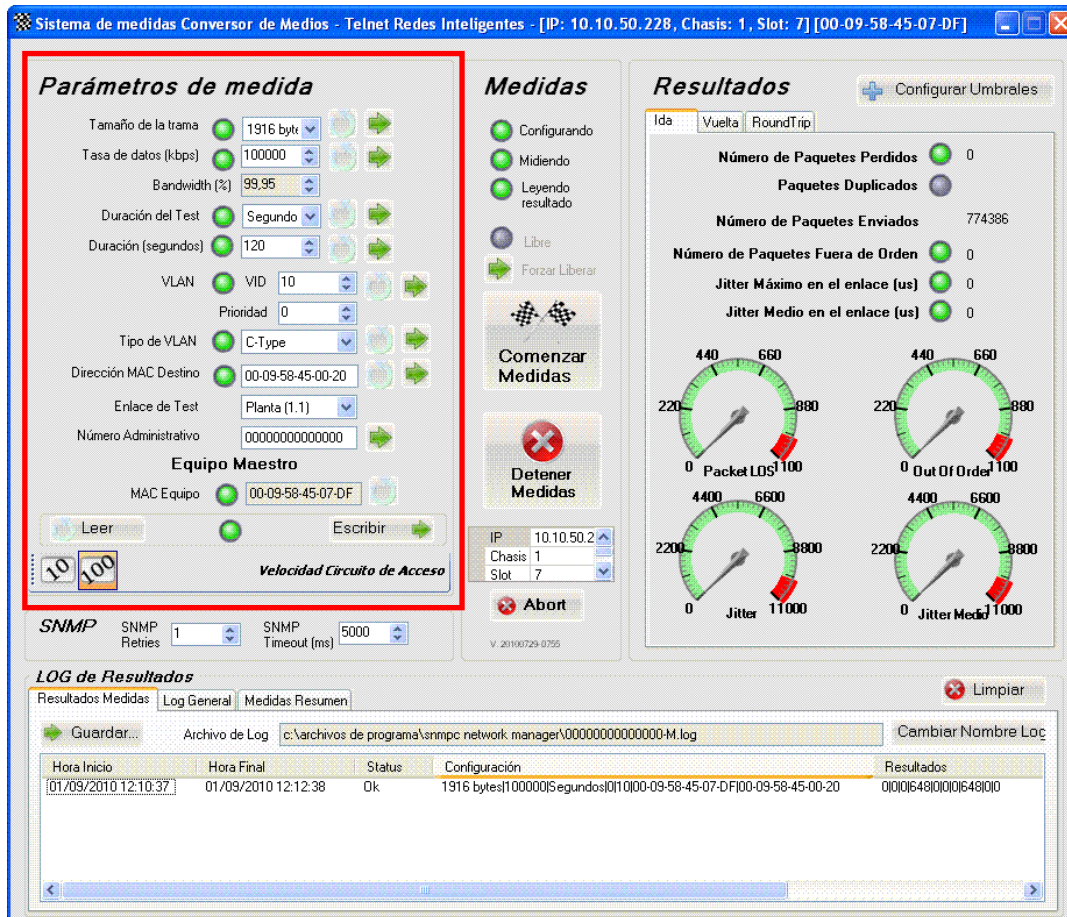 Sistema de medidas Conversor de Medios - Telnet Redes Inteligentes - [IP: 10.10.50.228, Chasis: 1, Slot: 7] [00-09-58-45-07-DF]
Parámetros de medida
Tamaño de la trama 1916 byte
Tasa de datos (kbps) 100000
Bandwidth (%) 99,95
Duración del Test Segundo
Duración (segundos) 120
VLAN VID 10
Prioridad 0
Tipo de VLAN C-Type
Dirección MAC Destino 00-09-58-45-00-20
Enlace de Test Planta (1.1)
Número Administrativo 00000000000000
Equipo Maestro
MAC Equipo 00-09-58-45-07-DF
Leer Escribir
10 100 Velocidad Circuito de Acceso
SNMP SNMP Retries 1 SNMP Timeout (ms) 5000
Medidas
Configurando
Midiendo
Leyendo
resultado
Libre
Forzar Liberar
Comenzar
Medidas
Detener
Medidas
IP 10.10.50.2
Chasis 1
Slot 7
Abort
V. 20100729-0755
Resultados
Configurar Umbrales
Ida Vuelta RoundTrip
Número de Paquetes Perdidos 0
Paquetes Duplicados
Número de Paquetes Enviados 774386
Número de Paquetes Fuera de Orden 0
Jitter Máximo en el enlace (us) 0
Jitter Medio en el enlace (us) 0
440 660
220 880
0 Packet LOS 1100
440 660
220 880
0 Out Of Order 1100
4400 6600
2200 8800
0 Jitter 11000
4400 6600
2200 8800
0 Jitter Medio 11000
LOG de Resultados
Resultados Medidas Log General Medidas Resumen
Limpiar
Guardar... Archivo de Log c:\archivos de programa\snmpc network manager\00000000000000-M.log Cambiar Nombre Log
Hora Inicio Hora Final Status Configuración Resultados
01/09/2010 12:10:37 01/09/2010 12:12:38 Ok 1916 bytes|100000|Segundos|0|10|00-09-58-45-07-DF|00-09-58-45-00-20 0|0|0|648|0|0|0|648|0|0